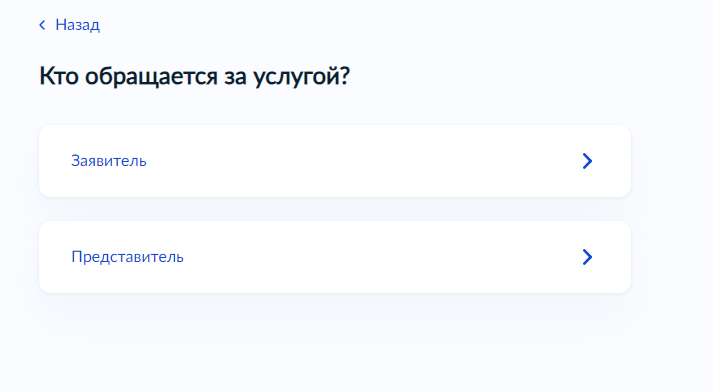 Назад
Кто обращается за услугой?
Заявитель
Представитель